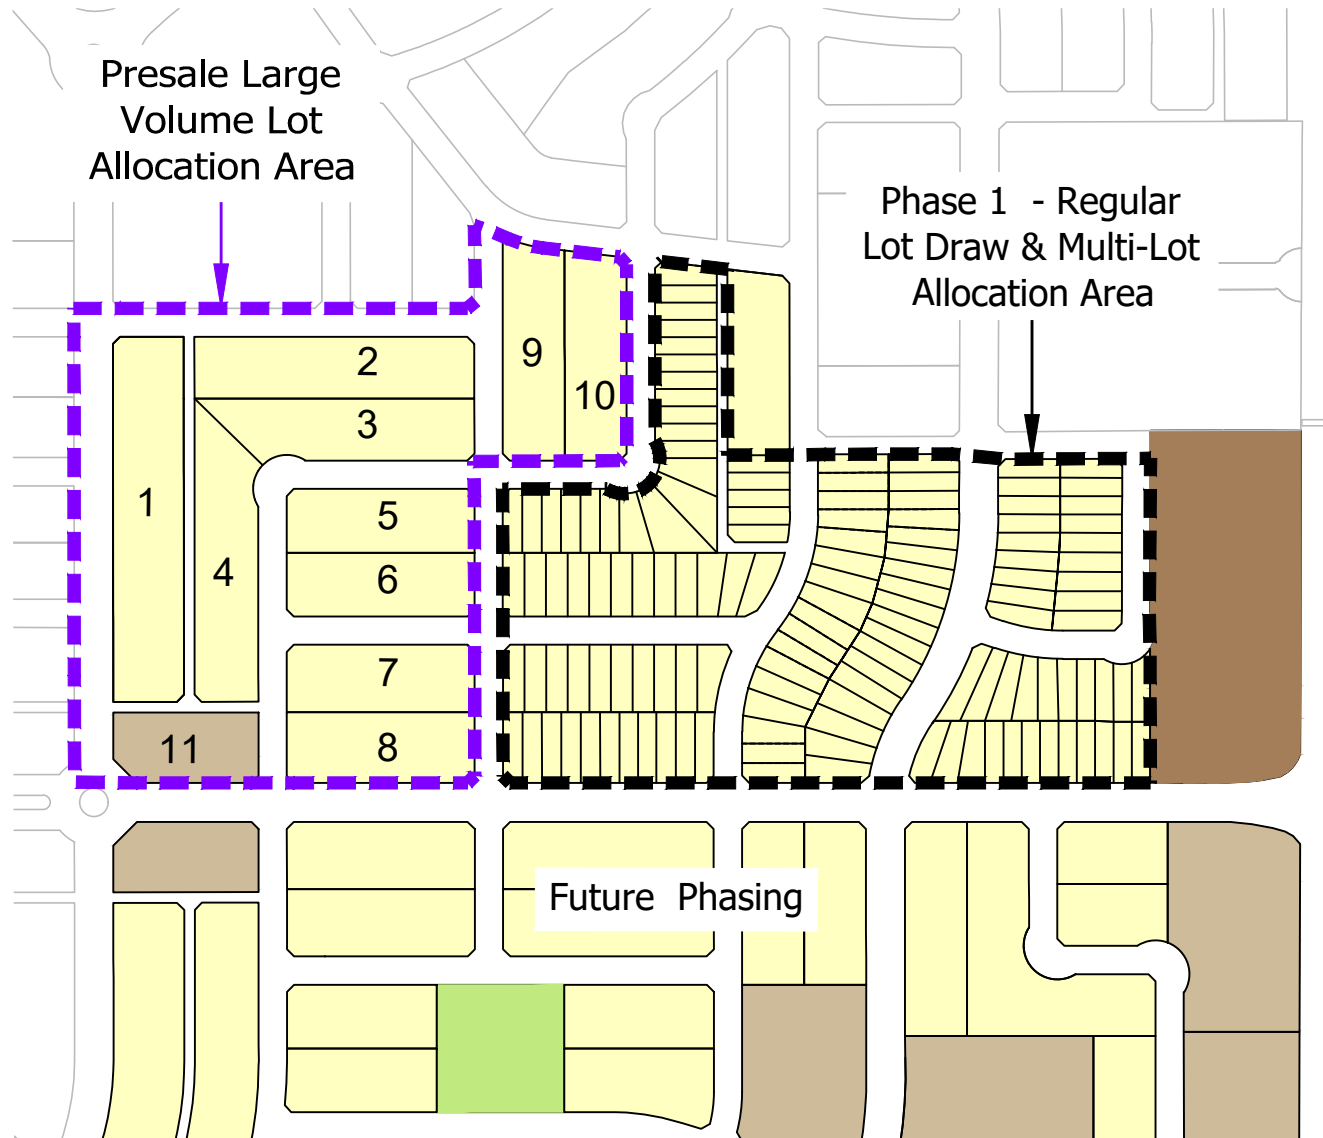 Presale Large
Volume Lot
Allocation Area
Phase 1 - Regular
Lot Draw & Multi-Lot
Allocation Area
1
2
3
4
5
6
7
8
9
10
11
Future Phasing